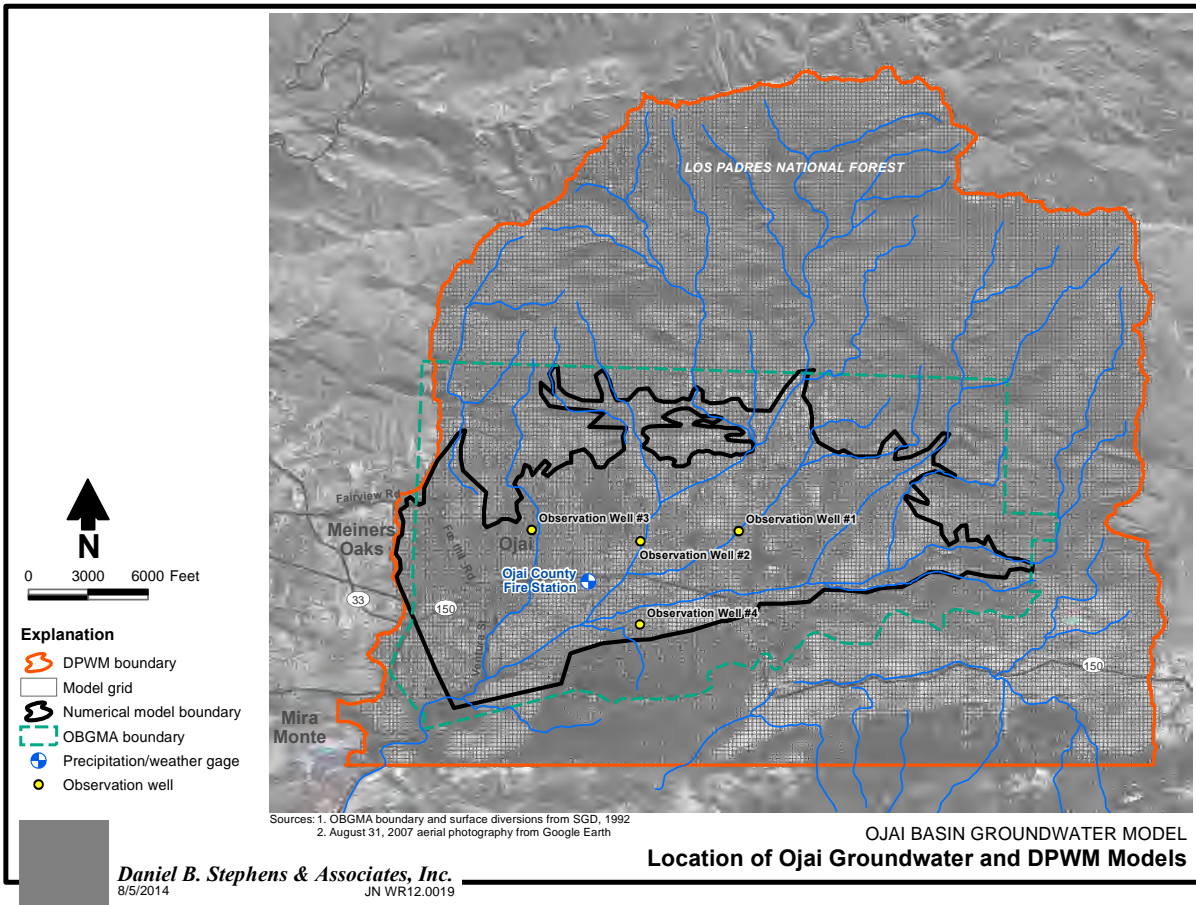 LOS PADRES NATIONAL FOREST
Fairview Rd
Meiners
Oaks
Foothill Rd
Ojai
Observation Well #3
Observation Well #1
Observation Well #2
Ojai County
Fire Station
Observation Well #4
33
150
Ventura St
150
Mira
Monte
N
0 3000 6000 Feet
Explanation
DPWM boundary
Model grid
Numerical model boundary
OBGMA boundary
Precipitation/weather gage
Observation well
Sources: 1. OBGMA boundary and surface diversions from SGD, 1992
2. August 31, 2007 aerial photography from Google Earth
OJAI BASIN GROUNDWATER MODEL
Location of Ojai Groundwater and DPWM Models
Daniel B. Stephens & Associates, Inc.
8/5/2014 JN WR12.0019